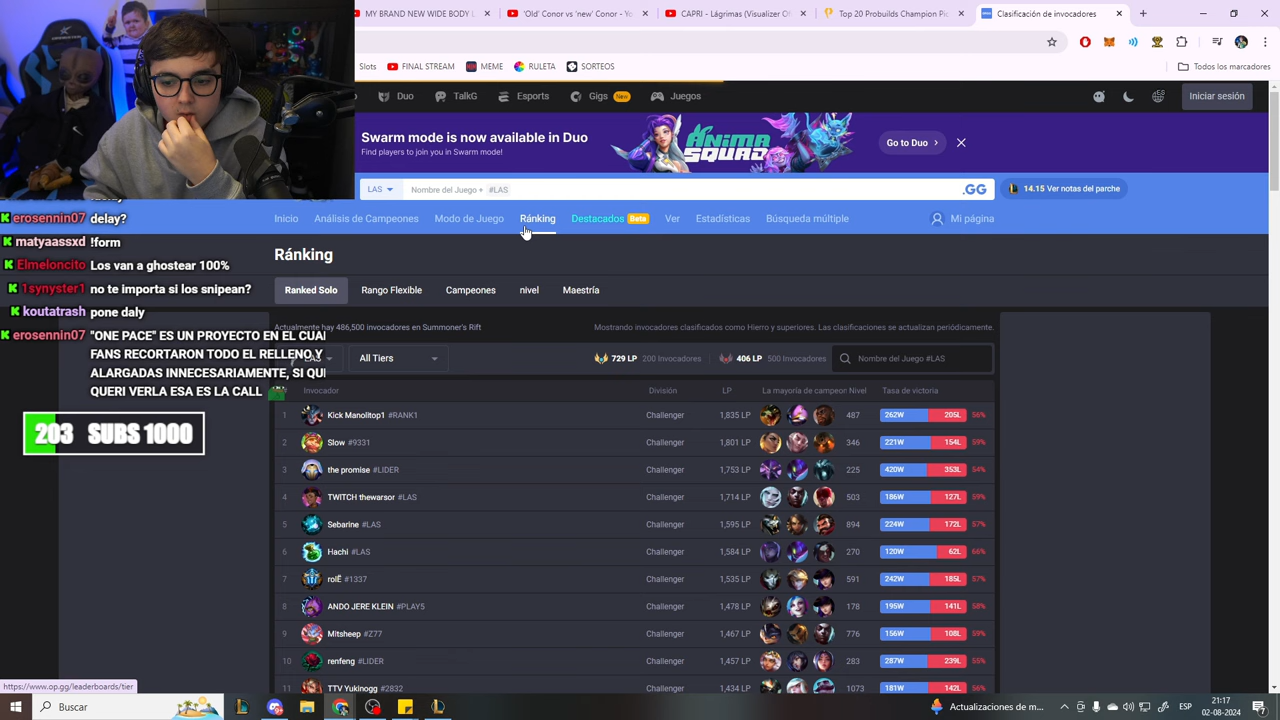 MY BRAND NEW WIDE BODY L
"Old Church Choir" - Zach
CAPRI - Légrimas (Visualizer O
Top Lane Probuilds Champion Pic
Clasificación de invocadores
Slots
FINAL STREAM
MEME
RULETA
SORTEOS
Todos los marcadores
Duo
TalkG
Esports
Gigs New
Juegos
Iniciar sesión
Swarm mode is now available in Duo
Find players to join you in Swarm mode!
ANIMA
SQUAD
Go to Duo
LAS
Nombre del Juego + #LAS
.GG
14.15 Ver notas del parche
Inicio
Análisis de Campeones
Modo de Juego
Ránking
Destacados Beta
Ver
Estadísticas
Búsqueda múltiple
Mi página
erosennin07 delay?
matyaassxd !form
Elmeloncito Los van a ghostear 100%
1synyster1 no te importa si los snipean?
koutatrash pone daly
erosennin07 "ONE PACE" ES UN PROYECTO EN EL CUAL
FANS RECORTARON TODO EL RELLENO Y
ALARGADAS INNECESARIAMENTE, SI QUI
QUERI VERLA ESA ES LA CALL
203 SUBS 1000
Ránking
Ranked Solo
Rango Flexible
Campeones
nivel
Maestría
Actualmente hay 486,500 invocadores en Summoner's Rift
Mostrando invocadores clasificados como Hierro y superiores. Las clasificaciones se actualizan periódicamente.
LAS
All Tiers
729 LP 200 Invocadores
406 LP 500 Invocadores
Nombre del Juego #LAS
Invocador
División
LP
La mayoría de campeon
Nivel
Tasa de victoria
1 Kick Manolitop1 #RANK1 Challenger 1,835 LP 487 262W 205L 56%
2 Slow #9331 Challenger 1,801 LP 346 221W 154L 59%
3 the promise #LIDER Challenger 1,753 LP 225 420W 353L 54%
4 TWITCH thewarsor #LAS Challenger 1,714 LP 503 186W 127L 59%
5 Sebarine #LAS Challenger 1,595 LP 894 224W 172L 57%
6 Hachi #LAS Challenger 1,584 LP 270 120W 62L 66%
7 rolË #1337 Challenger 1,535 LP 591 242W 185L 57%
8 ANDO JERE KLEIN #PLAY5 Challenger 1,478 LP 178 195W 141L 58%
9 Mitsheep #Z77 Challenger 1,467 LP 776 156W 108L 59%
10 renfeng #LIDER Challenger 1,457 LP 283 287W 239L 55%
11 TTV Yukinogg #2832 Challenger 1,434 LP 1073 181W 142L 56%
https://www.op.gg/leaderboards/tier
Buscar
Actualizaciones de m...
ESP
21:17
02-08-2024